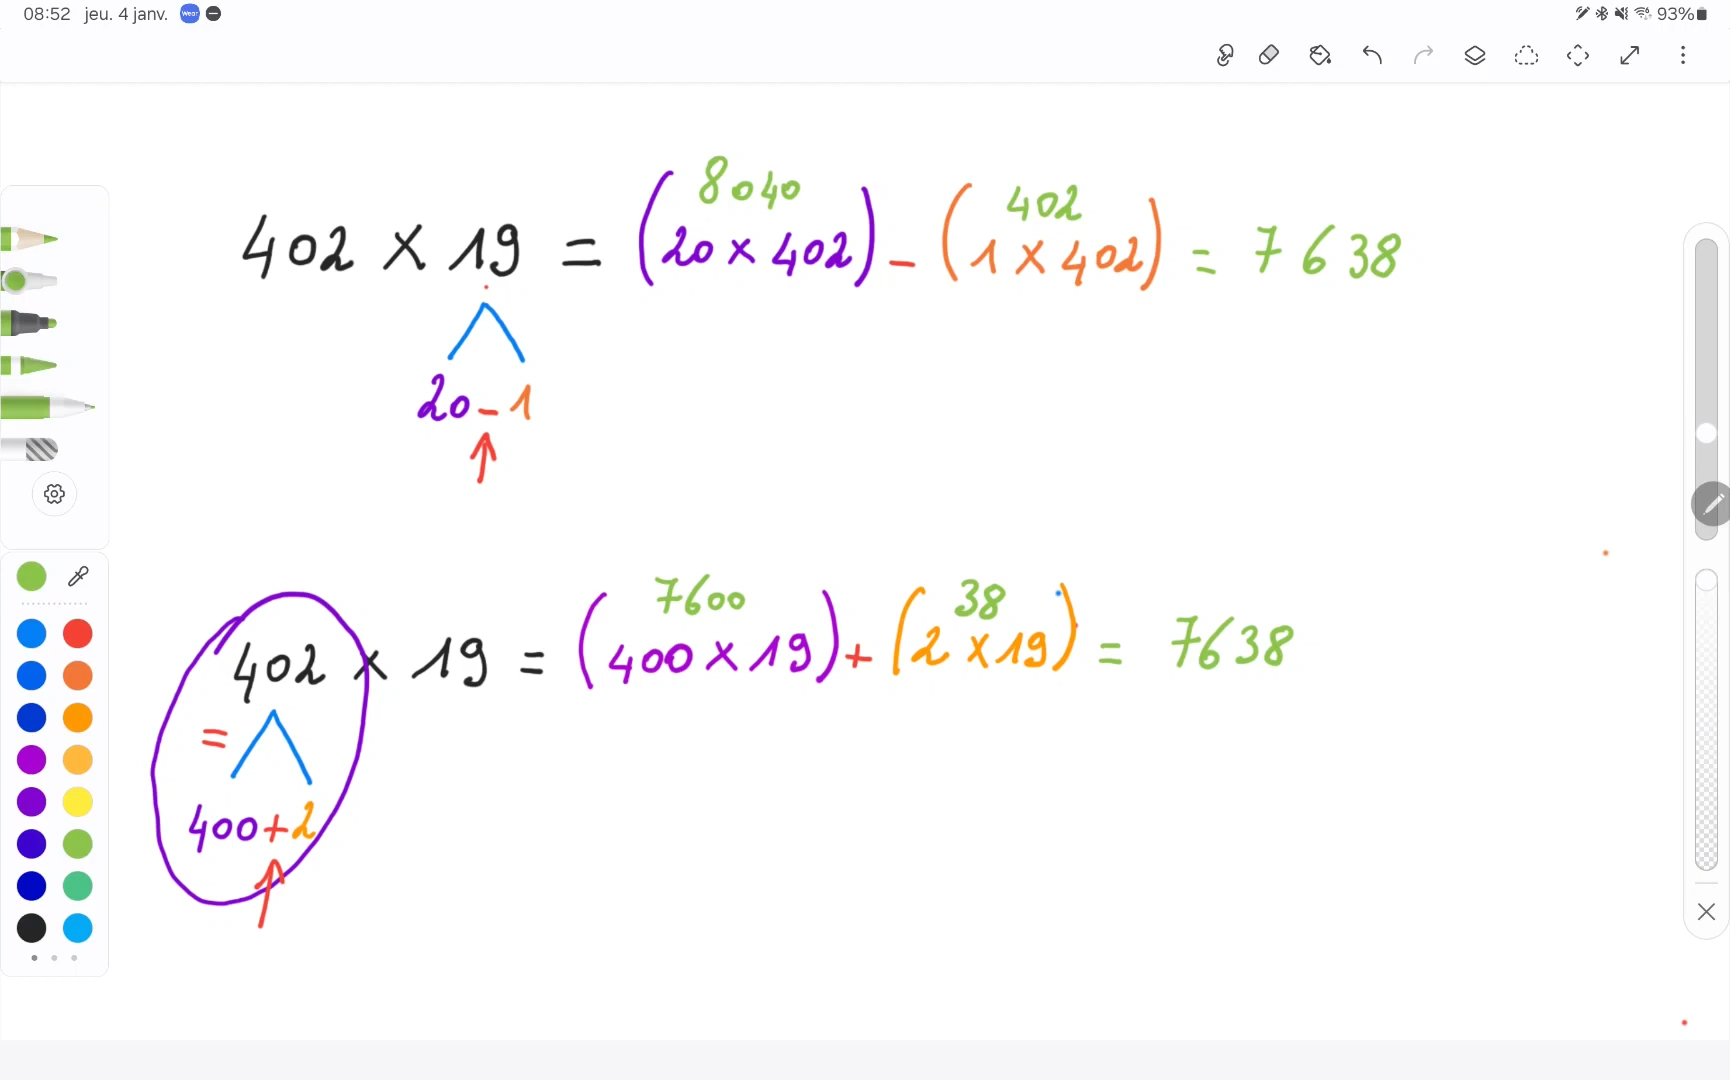 08:52 jeu. 4 janv. Wear 93%
8040 402
402 × 19 = (20 × 402) - (1 × 402) = 7638
20 - 1
7600 38
402 × 19 = (400 × 19) + (2 × 19) = 7638
=
400 + 2